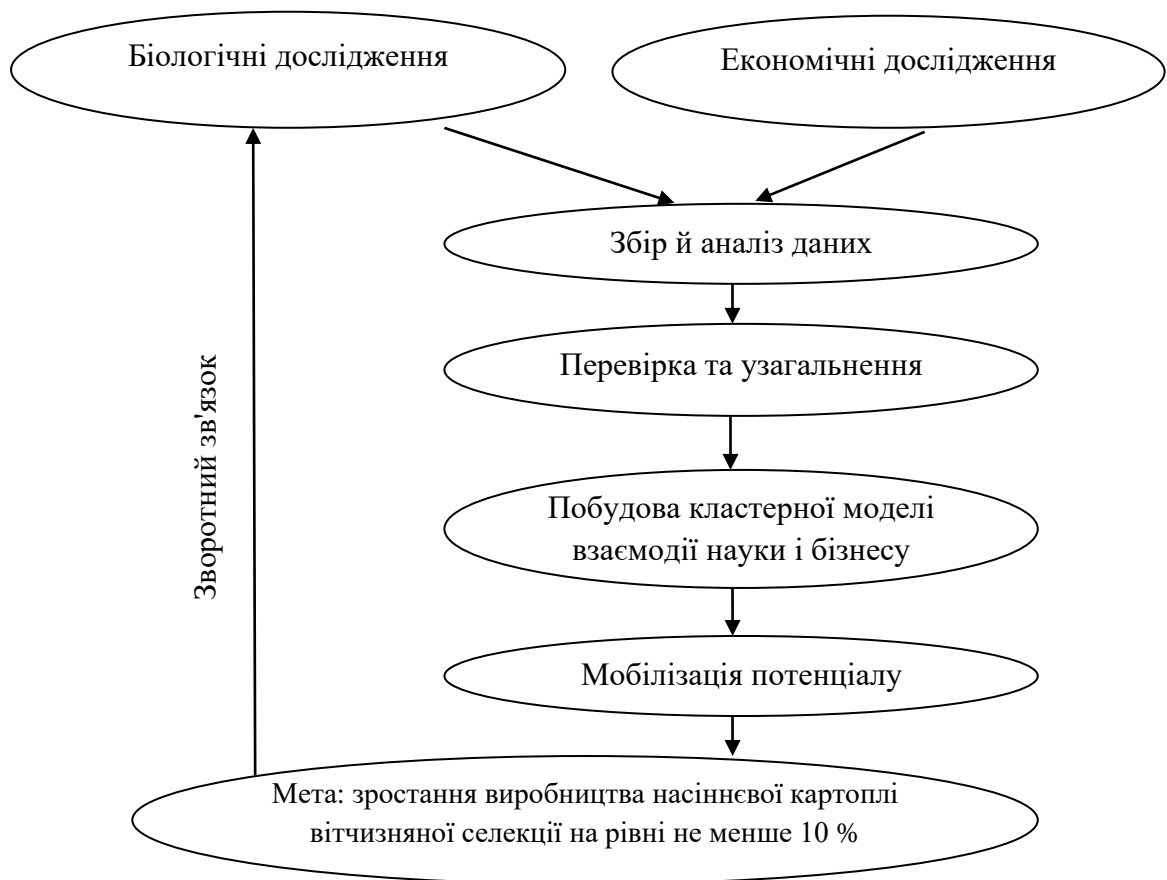 Біологічні дослідження
Економічні дослідження
Збір й аналіз даних
Перевірка та узагальнення
Зворотний зв'язок
Побудова кластерної моделі
взаємодії науки і бізнесу
Мобілізація потенціалу
Мета: зростання виробництва насіннєвої картоплі
вітчизняної селекції на рівні не менше 10 %